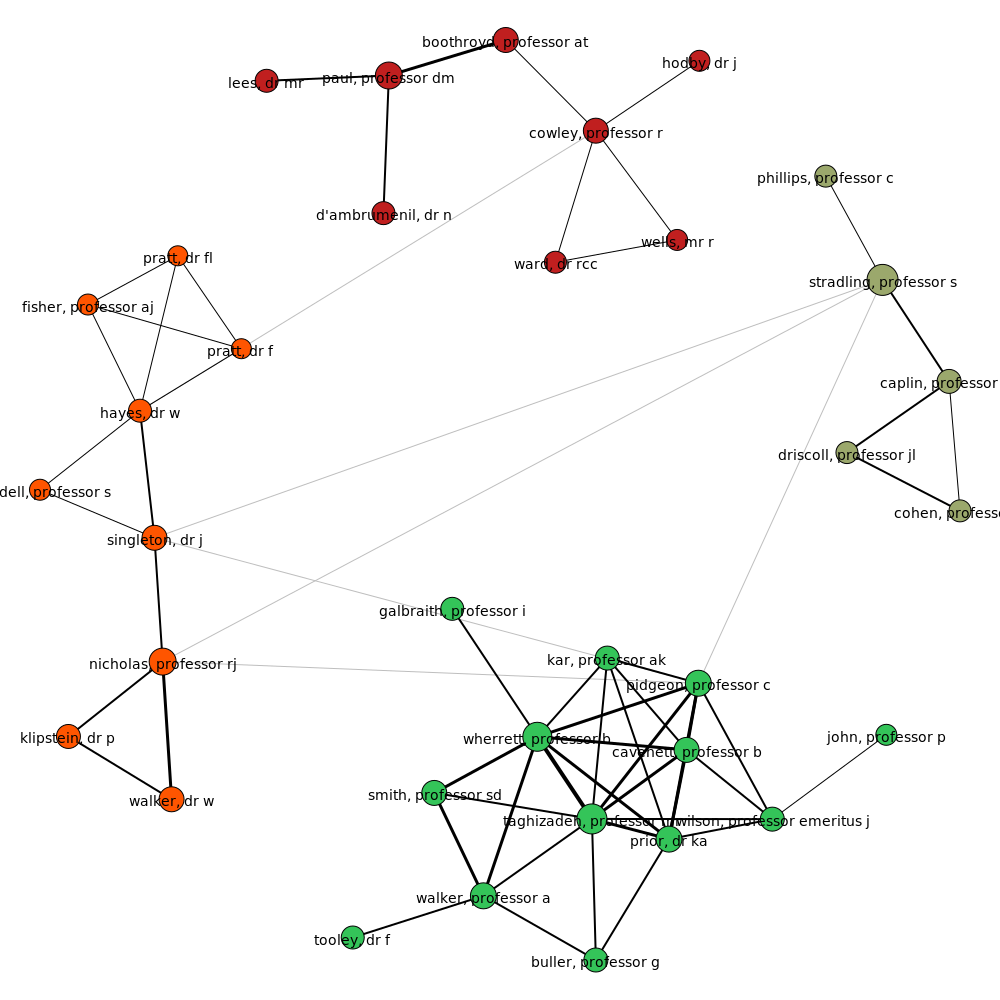 boothroyd, professor at
hodby, dr j
lees, dr mr
paul, professor dm
cowley, professor r
phillips, professor c
d'ambrumenil, dr n
wells, mr r
pratt, dr fl
ward, dr rcc
stradling, professor s
fisher, professor aj
pratt, dr f
caplin, professor
hayes, dr w
driscoll, professor jl
dell, professor s
cohen, profess
singleton, dr j
galbraith, professor i
nicholas, professor rj
kar, professor ak
pidgeon, professor c
klipstein, dr p
wherrett, professor b
cavenett, professor b
john, professor p
walker, dr w
smith, professor sd
taghizadeh, professor
wilson, professor emeritus j
prior, dr ka
walker, professor a
tooley, dr f
buller, professor g